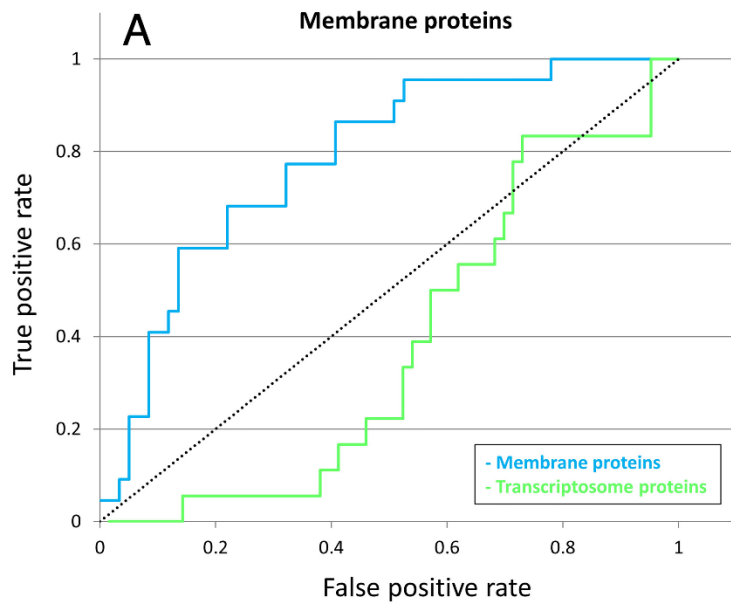 A
Membrane proteins
1
0.8
0.6
0.4
0.2
0
True positive rate
- Membrane proteins
- Transcriptosome proteins
0 0.2 0.4 0.6 0.8 1
False positive rate